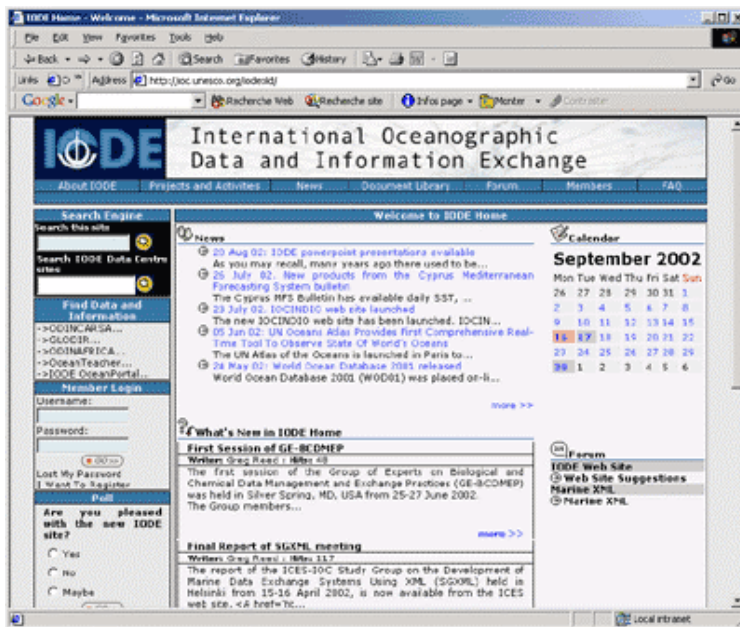 IODE Home - Welcome - Microsoft Internet Explorer
File Edit View Favorites Tools Help
Back Search Favorites History
Links Address http://ioc.unesco.org/iodeold/ Go
Google Recherche Web Recherche site Infos page Monter Contraster
IODE
International Oceanographic
Data and Information Exchange
About IODE Projects and Activities News Document Library Forum Members FAQ
Search Engine
Search this site
Search IODE Data Centre
sites
Find Data and
Information
->ODINCARSA...
->GLODIR...
->ODINAFRICA...
->OceanTeacher...
->IODE OceanPortal...
Member Login
Username:
Password:
GO >>
Lost My Password
I Want To Register
Poll
Are you pleased
with the new IODE
site?
Yes
No
Maybe
Welcome to IODE Home
News
20 Aug 02: IODE powerpoint presentations available
As you may recall, many years ago there used to be...
25 July 02. New products from the Cyprus Mediterranean
Forecasting System bulletin
The Cyprus MFS Bulletin has available daily SST, ...
23 July 02. IOCINDIO web site launched
The new IOCINDIO web site has been launched. IOCIN...
05 Jun 02: UN Oceans Atlas Provides First Comprehensive Real-
Time Tool To Observe State Of World's Oceans
The UN Atlas of the Oceans is launched in Paris to...
24 May 02: World Ocean Database 2001 released
World Ocean Database 2001 (WOD01) was placed on-li...
more >>
What's New in IODE Home
First Session of GE-BCDMEP
Writer: Greg Reed : Hits: 48
The first session of the Group of Experts on Biological and
Chemical Data Management and Exchange Practices (GE-BCDMEP)
was held in Silver Spring, MD, USA from 25-27 June 2002.
The Group members...
more >>
Final Report of SGXML meeting
Writer: Greg Reed : Hits: 117
The report of the ICES-IOC Study Group on the Development of
Marine Data Exchange Systems Using XML (SGXML) held in
Helsinki from 15-16 April 2002, is now available from the ICES
web site. <A href="ht...
Calendar
September 2002
Mon Tue Wed Thu Fri Sat Sun
26 27 28 29 30 31 1
2 3 4 5 6 7 8
9 10 11 12 13 14 15
16 17 18 19 20 21 22
23 24 25 26 27 28 29
30 1 2 3 4 5 6
Forum
IODE Web Site
Web Site Suggestions
Marine XML
Marine XML
Local intranet